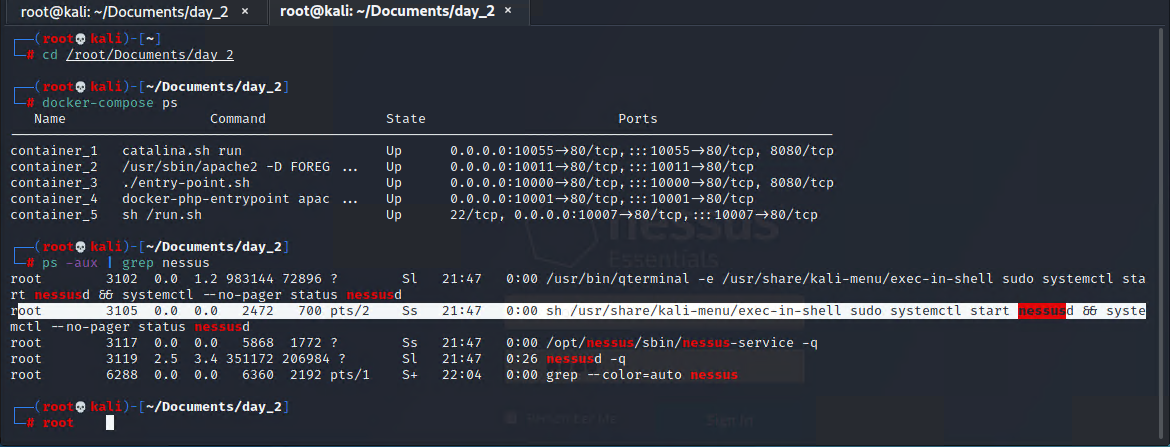 root@kali: ~/Documents/day_2 × root@kali: ~/Documents/day_2 ×
┌──(root💀kali)-[~]
└─# cd /root/Documents/day_2
┌──(root💀kali)-[~/Documents/day_2]
└─# docker-compose ps
Name Command State Ports
container_1 catalina.sh run Up 0.0.0.0:10055->80/tcp,:::10055->80/tcp, 8080/tcp
container_2 /usr/sbin/apache2 -D FOREG ... Up 0.0.0.0:10011->80/tcp,:::10011->80/tcp
container_3 ./entry-point.sh Up 0.0.0.0:10000->80/tcp,:::10000->80/tcp, 8080/tcp
container_4 docker-php-entrypoint apac ... Up 0.0.0.0:10001->80/tcp,:::10001->80/tcp
container_5 sh /run.sh Up 22/tcp, 0.0.0.0:10007->80/tcp,:::10007->80/tcp
┌──(root💀kali)-[~/Documents/day_2]
└─# ps -aux | grep nessus
root 3102 0.0 1.2 983144 72896 ? Sl 21:47 0:00 /usr/bin/qterminal -e /usr/share/kali-menu/exec-in-shell sudo systemctl sta
rt nessusd && systemctl --no-pager status nessusd
root 3105 0.0 0.0 2472 700 pts/2 Ss 21:47 0:00 sh /usr/share/kali-menu/exec-in-shell sudo systemctl start nessusd && syste
mctl --no-pager status nessusd
root 3117 0.0 0.0 5868 1772 ? Ss 21:47 0:00 /opt/nessus/sbin/nessus-service -q
root 3119 2.5 3.4 351172 206984 ? Sl 21:47 0:26 nessusd -q
root 6288 0.0 0.0 6360 2192 pts/1 S+ 22:04 0:00 grep --color=auto nessus
┌──(root💀kali)-[~/Documents/day_2]
└─# root
nessus
Essentials
Remember Me Sign In